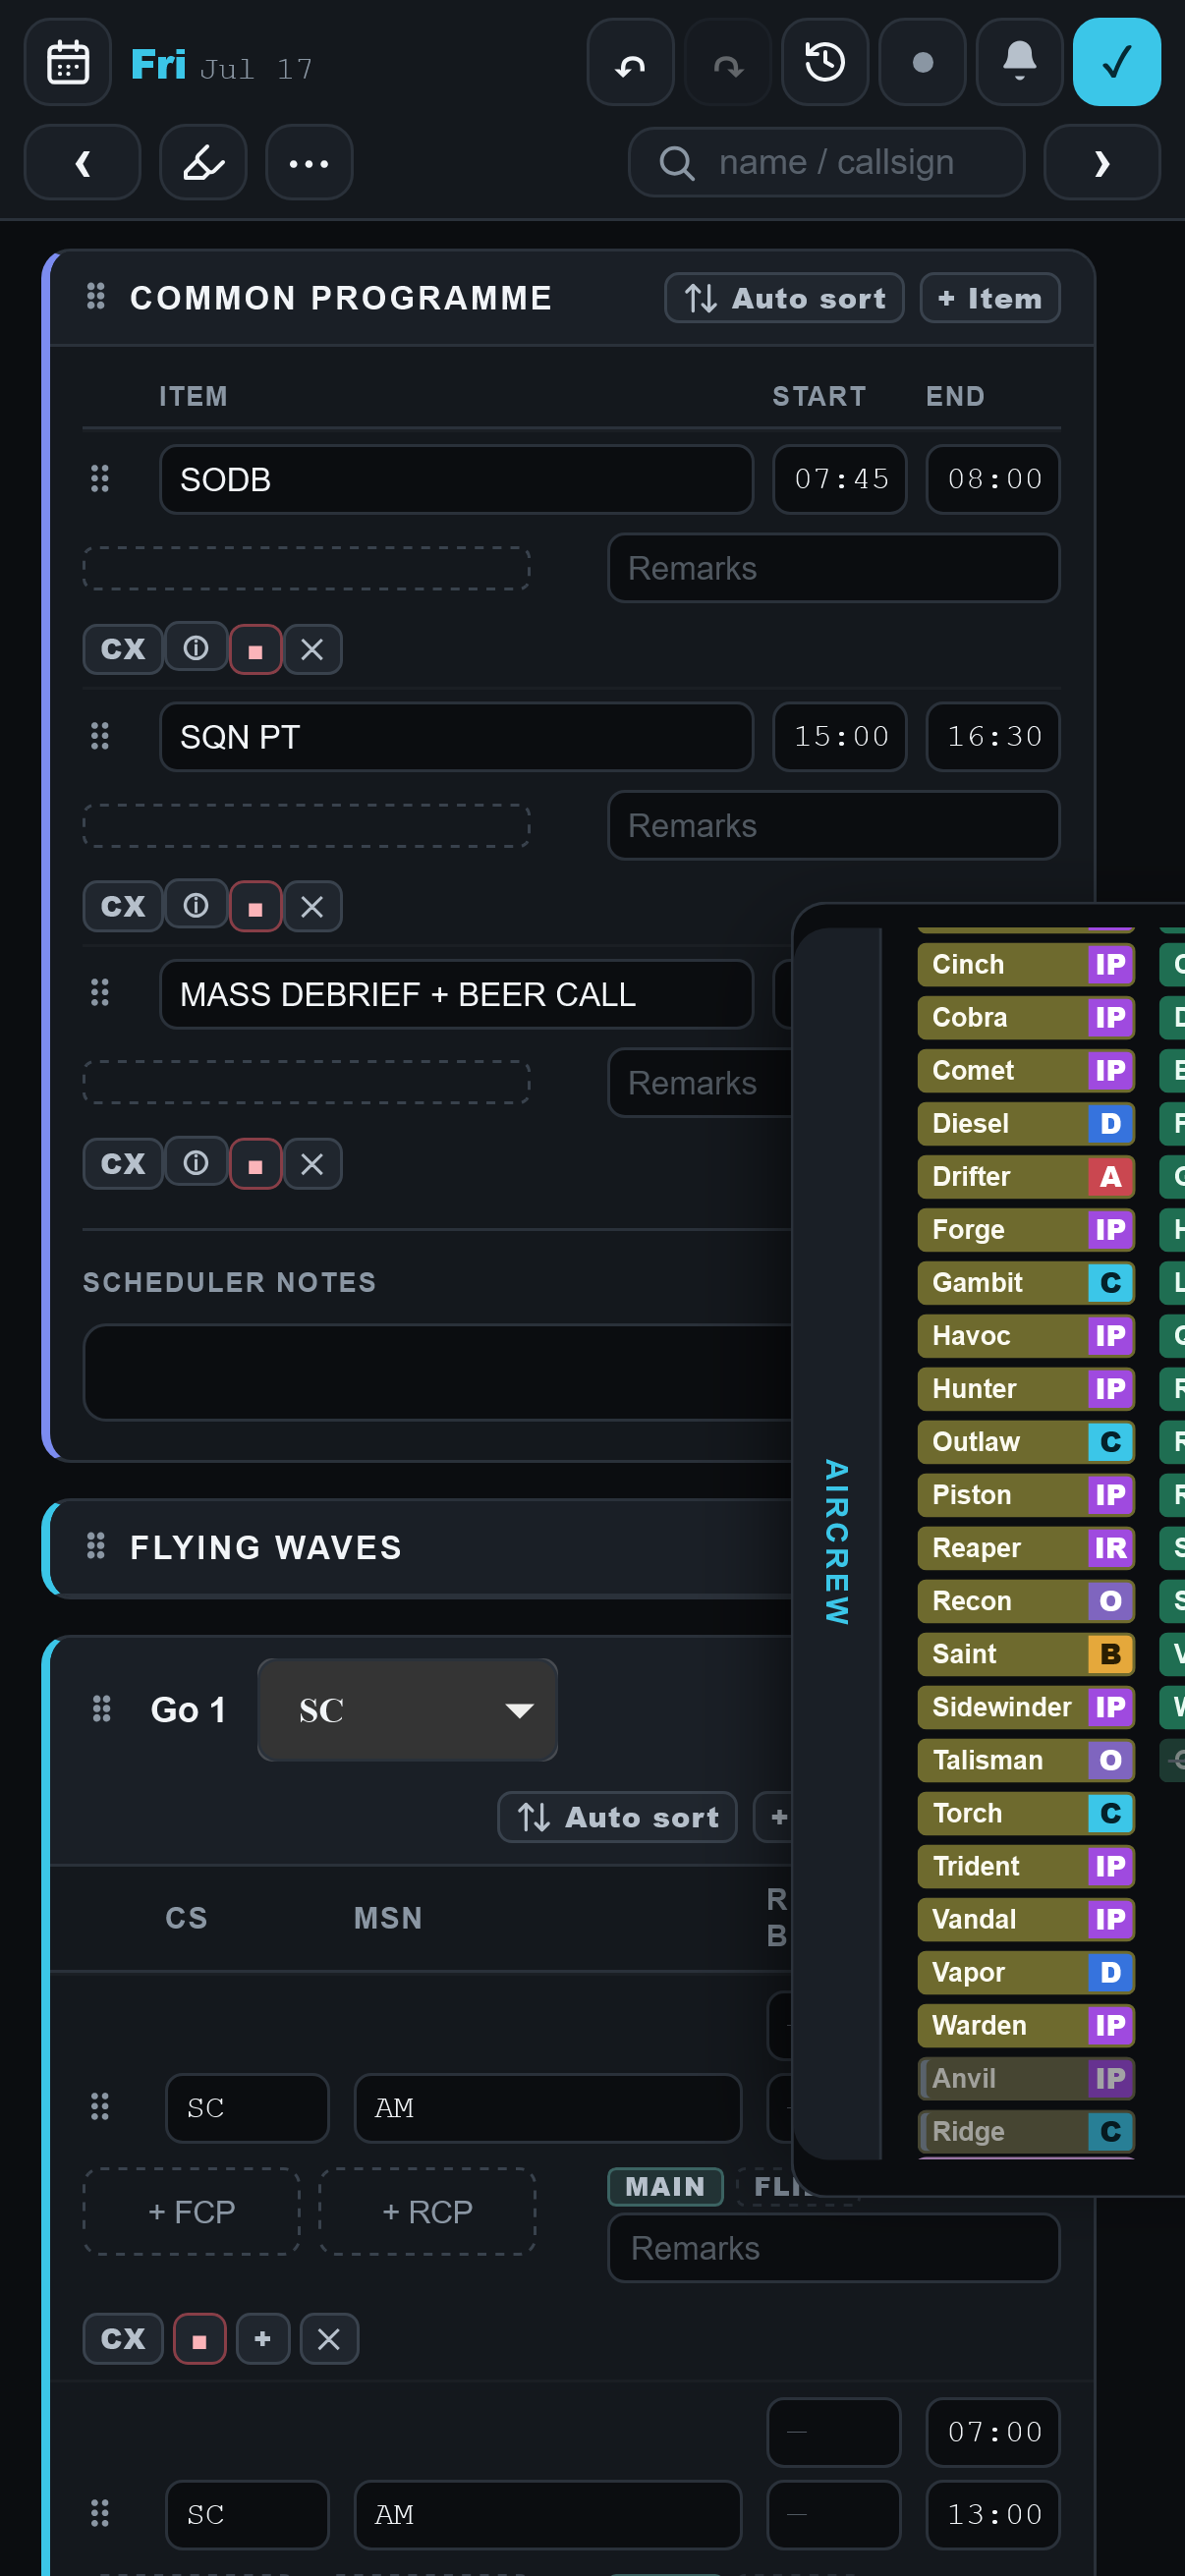 Fri Jul 17
name / callsign
COMMON PROGRAMME
Auto sort
+ Item
ITEM START END
SODB 07:45 08:00
Remarks
CX
SQN PT 15:00 16:30
Remarks
CX
MASS DEBRIEF + BEER CALL
Remarks
CX
SCHEDULER NOTES
FLYING WAVES
Go 1 SC
Auto sort +
CS MSN
SC AM
+ FCP + RCP
MAIN
Remarks
CX +
07:00
SC AM 13:00
AIRCREW
Cinch IP
Cobra IP
Comet IP
Diesel D
Drifter A
Forge IP
Gambit C
Havoc IP
Hunter IP
Outlaw C
Piston IP
Reaper IR
Recon O
Saint B
Sidewinder IP
Talisman O
Torch C
Trident IP
Vandal IP
Vapor D
Warden IP
Anvil IP
Ridge C